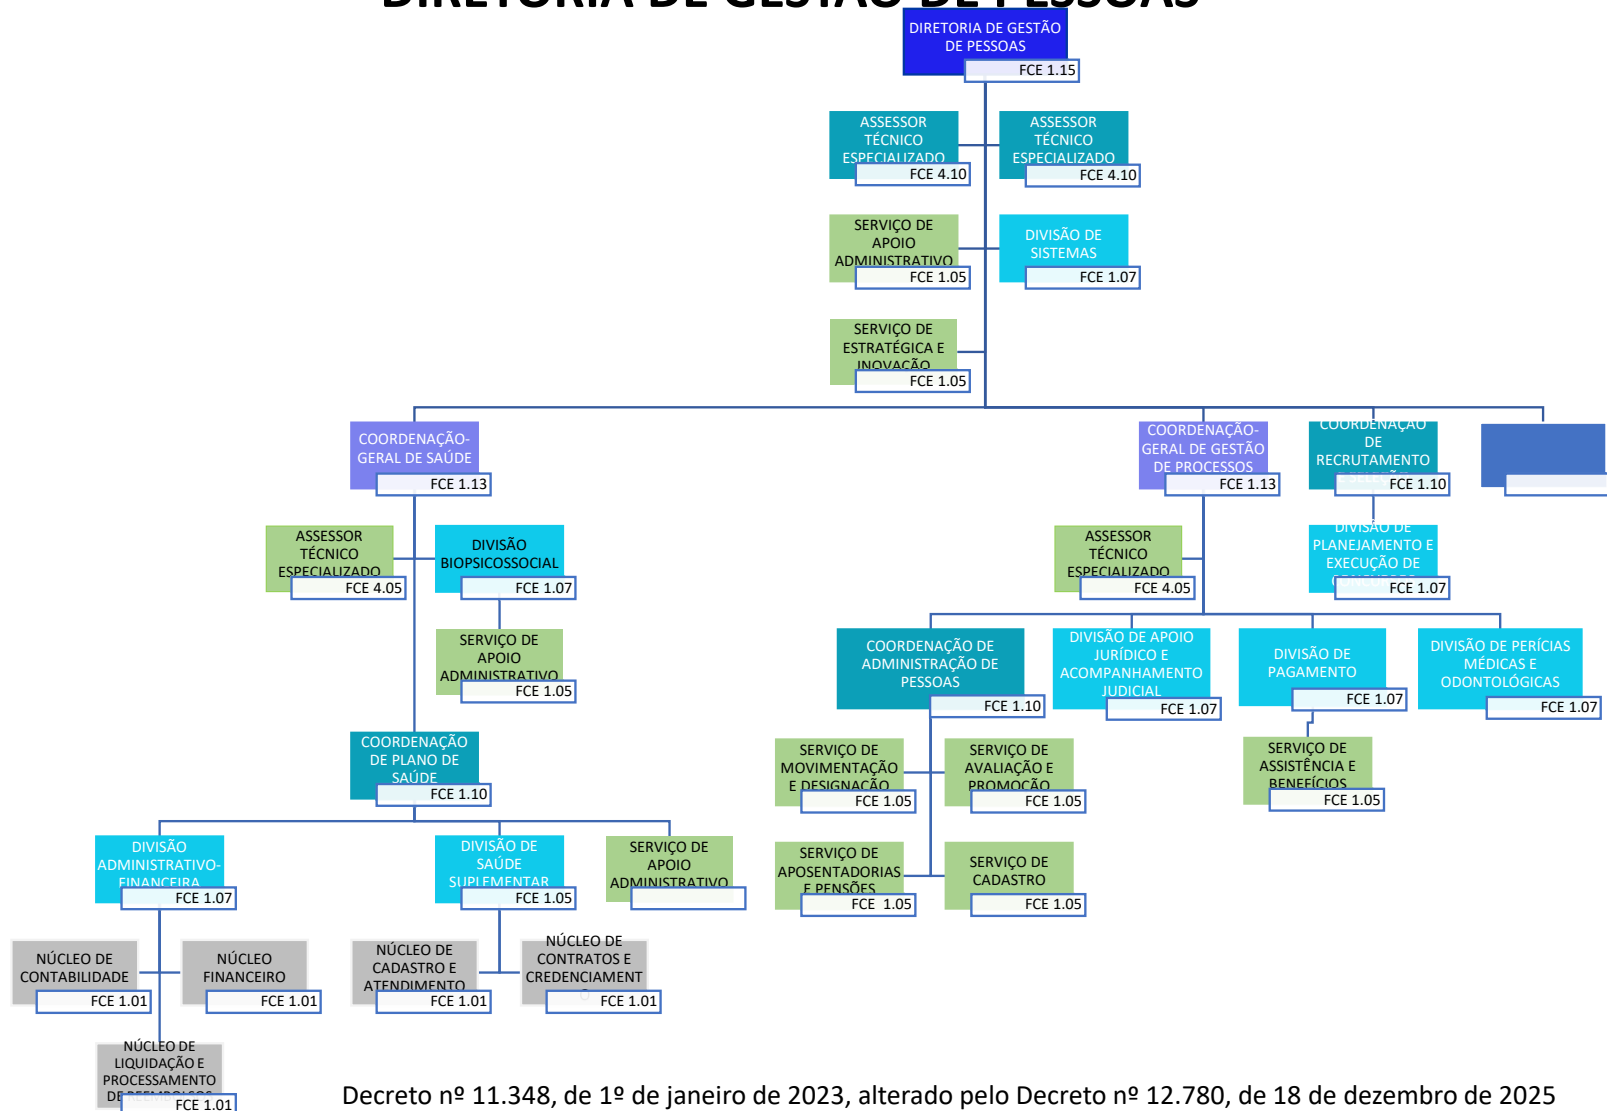 DIRETORIA DE GESTÃO DE PESSOAS
DIRETORIA DE GESTÃO
DE PESSOAS
FCE 1.15
ASSESSOR
TÉCNICO
ESPECIALIZADO
FCE 4.10
ASSESSOR
TÉCNICO
ESPECIALIZADO
FCE 4.10
SERVIÇO DE
APOIO
ADMINISTRATIVO
FCE 1.05
DIVISÃO DE
SISTEMAS
FCE 1.07
SERVIÇO DE
ESTRATÉGICA E
INOVAÇÃO
FCE 1.05
COORDENAÇÃO-
GERAL DE SAÚDE
FCE 1.13
COORDENAÇÃO-
GERAL DE GESTÃO
DE PROCESSOS
FCE 1.13
COORDENAÇÃO
DE
RECRUTAMENTO
E SELEÇÃO
FCE 1.10
ASSESSOR
TÉCNICO
ESPECIALIZADO
FCE 4.05
DIVISÃO
BIOPSICOSSOCIAL
FCE 1.07
ASSESSOR
TÉCNICO
ESPECIALIZADO
FCE 4.05
DIVISÃO DE
PLANEJAMENTO E
EXECUÇÃO DE
FCE 1.07
SERVIÇO DE
APOIO
ADMINISTRATIVO
FCE 1.05
COORDENAÇÃO DE
ADMINISTRAÇÃO DE
PESSOAS
FCE 1.10
DIVISÃO DE APOIO
JURÍDICO E
ACOMPANHAMENTO
JUDICIAL
FCE 1.07
DIVISÃO DE
PAGAMENTO
FCE 1.07
DIVISÃO DE PERÍCIAS
MÉDICAS E
ODONTOLÓGICAS
FCE 1.07
COORDENAÇÃO
DE PLANO DE
SAÚDE
FCE 1.10
SERVIÇO DE
MOVIMENTAÇÃO
E DESIGNAÇÃO
FCE 1.05
SERVIÇO DE
AVALIAÇÃO E
PROMOÇÃO
FCE 1.05
SERVIÇO DE
ASSISTÊNCIA E
BENEFÍCIOS
FCE 1.05
DIVISÃO
ADMINISTRATIVO-
FINANCEIRA
FCE 1.07
DIVISÃO DE
SAÚDE
SUPLEMENTAR
FCE 1.05
SERVIÇO DE
APOIO
ADMINISTRATIVO
SERVIÇO DE
APOSENTADORIAS
E PENSÕES
FCE 1.05
SERVIÇO DE
CADASTRO
FCE 1.05
NÚCLEO DE
CONTABILIDADE
FCE 1.01
NÚCLEO
FINANCEIRO
FCE 1.01
NÚCLEO DE
CADASTRO E
ATENDIMENTO
FCE 1.01
NÚCLEO DE
CONTRATOS E
CREDENCIAMENT
O
FCE 1.01
NÚCLEO DE
LIQUIDAÇÃO E
PROCESSAMENTO
DE REEMBOLSOS
FCE 1.01
Decreto nº 11.348, de 1º de janeiro de 2023, alterado pelo Decreto nº 12.780, de 18 de dezembro de 2025